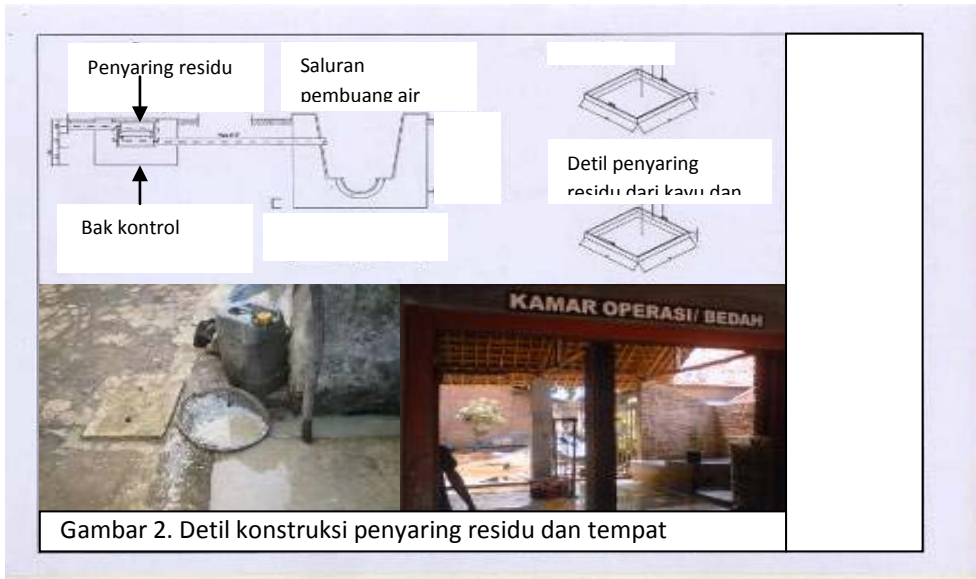 Penyaring residu
Saluran
pembuang air
Detil penyaring
residu dari kayu dan
Bak kontrol
KAMAR OPERASI/ BEDAH
Gambar 2. Detil konstruksi penyaring residu dan tempat